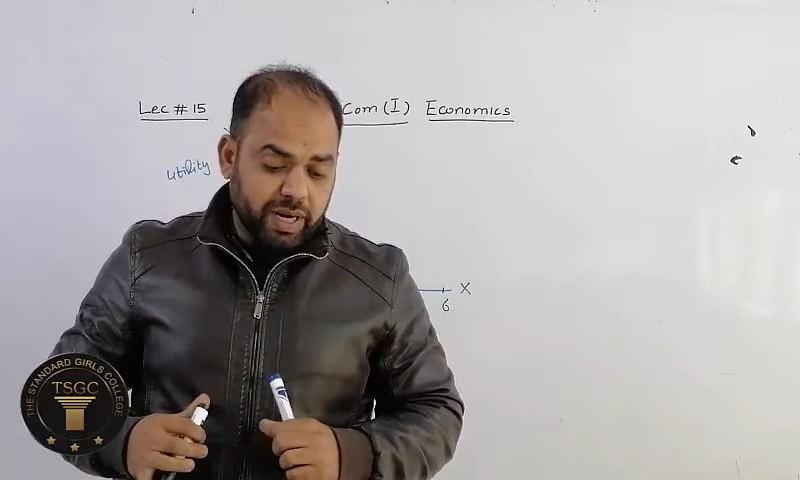 Lec # 15 Com (I) Economics
utility
X
6
THE STANDARD GIRLS COLLEGE
TSGC